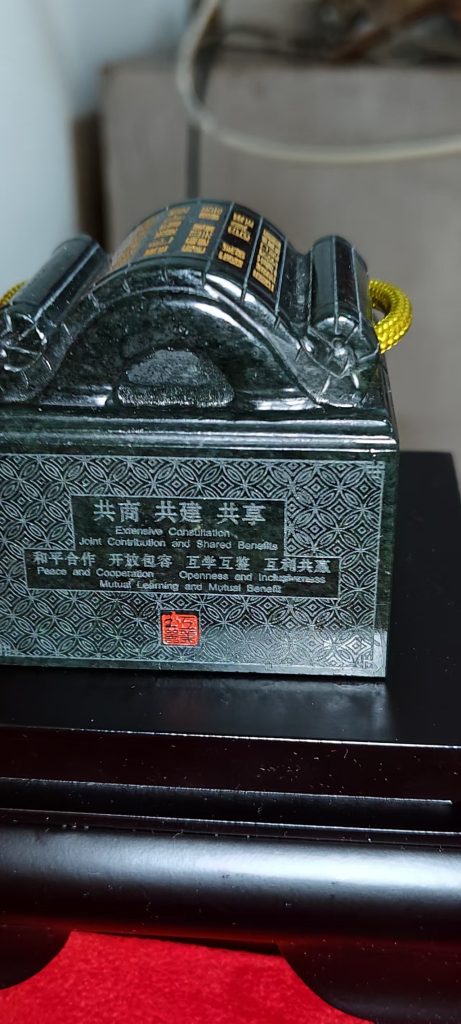 共商 共建 共享
Extensive Consultation
Joint Contribution and Shared Benefits
和平合作 开放包容 互学互鉴 互利共赢
Peace and Cooperation Openness and Inclusiveness
Mutual Learning and Mutual Benefit